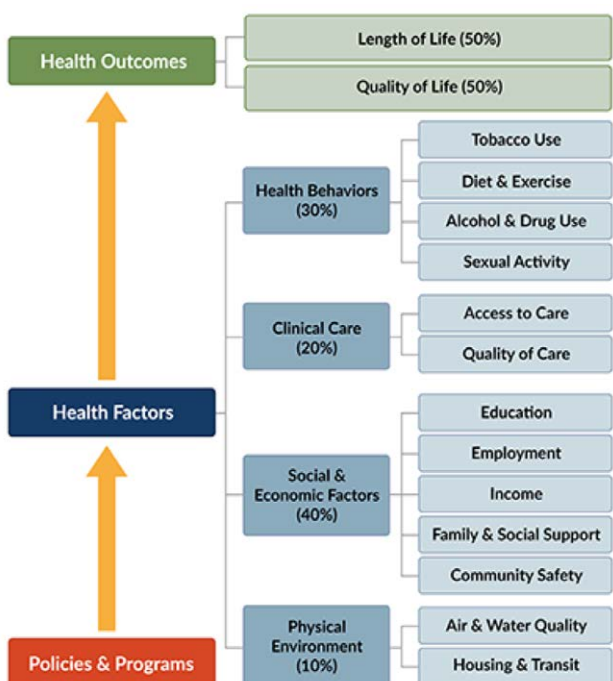 Health Outcomes
Length of Life (50%)
Quality of Life (50%)
Health Factors
Health Behaviors
(30%)
Tobacco Use
Diet & Exercise
Alcohol & Drug Use
Sexual Activity
Clinical Care
(20%)
Access to Care
Quality of Care
Social &
Economic Factors
(40%)
Education
Employment
Income
Family & Social Support
Community Safety
Physical
Environment
(10%)
Air & Water Quality
Housing & Transit
Policies & Programs